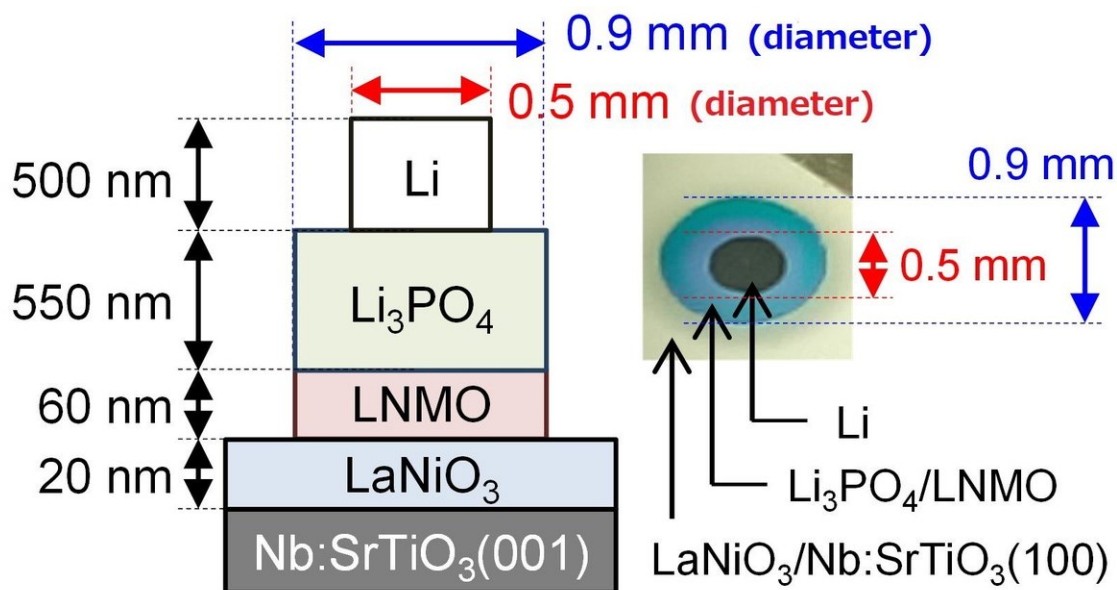 0.9 mm (diameter)
0.5 mm (diameter)
500 nm
Li
0.9 mm
550 nm
Li₃PO₄
0.5 mm
60 nm
LNMO
Li
20 nm
LaNiO₃
Li₃PO₄/LNMO
Nb:SrTiO₃(001)
LaNiO₃/Nb:SrTiO₃(100)